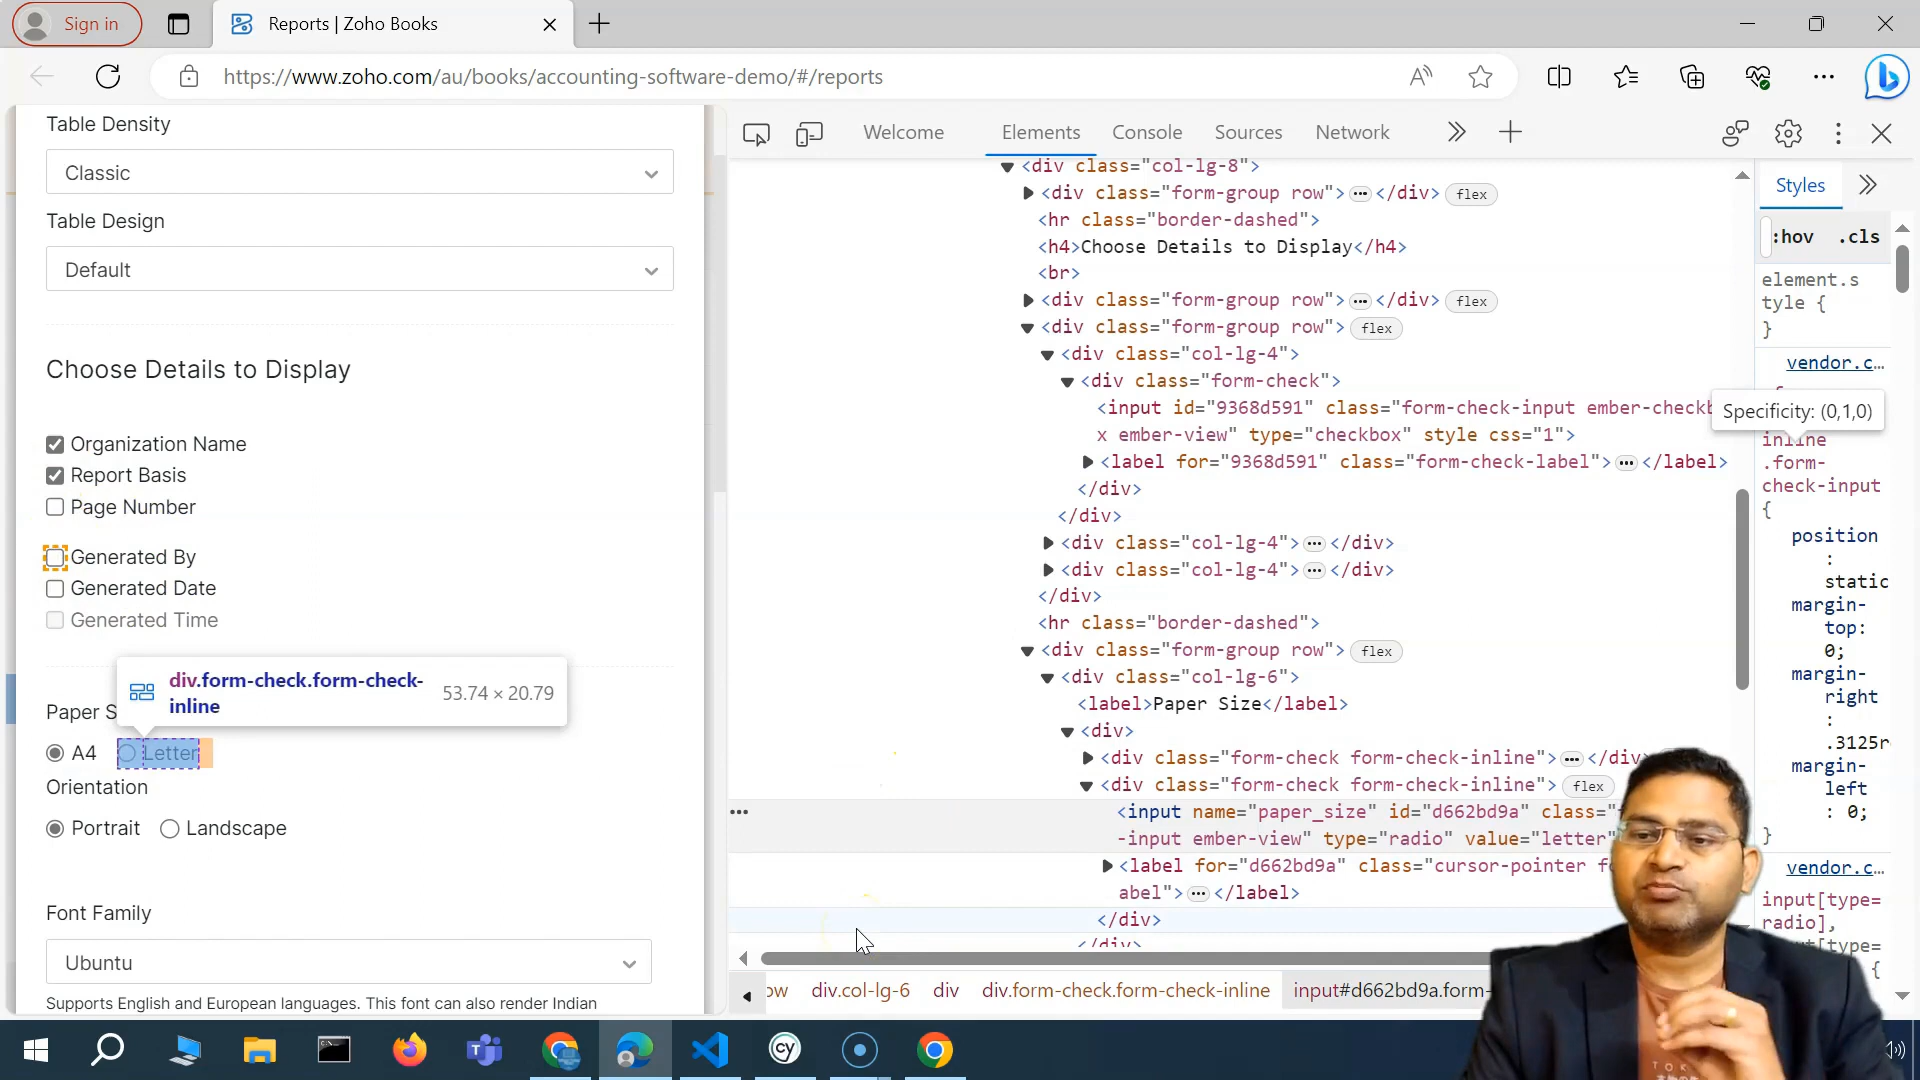 Sign in
Reports | Zoho Books
https://www.zoho.com/au/books/accounting-software-demo/#/reports
Table Density
Classic
Table Design
Default
Choose Details to Display
Organization Name
Report Basis
Page Number
Generated By
Generated Date
Generated Time
div.form-check.form-check-
inline
53.74 × 20.79
Paper S
A4
Letter
Orientation
Portrait
Landscape
Font Family
Ubuntu
Supports English and European languages. This font can also render Indian
Welcome
Elements
Console
Sources
Network
<div class="col-lg-8">
<div class="form-group row"> ••• </div> flex
<hr class="border-dashed">
<h4>Choose Details to Display</h4>
<br>
<div class="form-group row"> ••• </div> flex
<div class="form-group row"> flex
<div class="col-lg-4">
<div class="form-check">
<input id="9368d591" class="form-check-input ember-checkb
x ember-view" type="checkbox" style css="1">
<label for="9368d591" class="form-check-label"> ••• </label>
</div>
</div>
<div class="col-lg-4"> ••• </div>
<div class="col-lg-4"> ••• </div>
</div>
<hr class="border-dashed">
<div class="form-group row"> flex
<div class="col-lg-6">
<label>Paper Size</label>
<div>
<div class="form-check form-check-inline"> ••• </div>
<div class="form-check form-check-inline"> flex
<input name="paper_size" id="d662bd9a" class="
-input ember-view" type="radio" value="letter"
<label for="d662bd9a" class="cursor-pointer fo
abel"> ••• </label>
</div>
</div>
ow
div.col-lg-6
div
div.form-check.form-check-inline
input#d662bd9a.form-
Styles
:hov .cls
element.s
tyle {
}
vendor.c...
Specificity: (0,1,0)
inline
.form-
check-input
{
position
:
static
margin-
top:
0;
margin-
right
:
.3125r
margin-
left
: 0;
}
vendor.c...
input[type=
radio],
{
cy
TOK